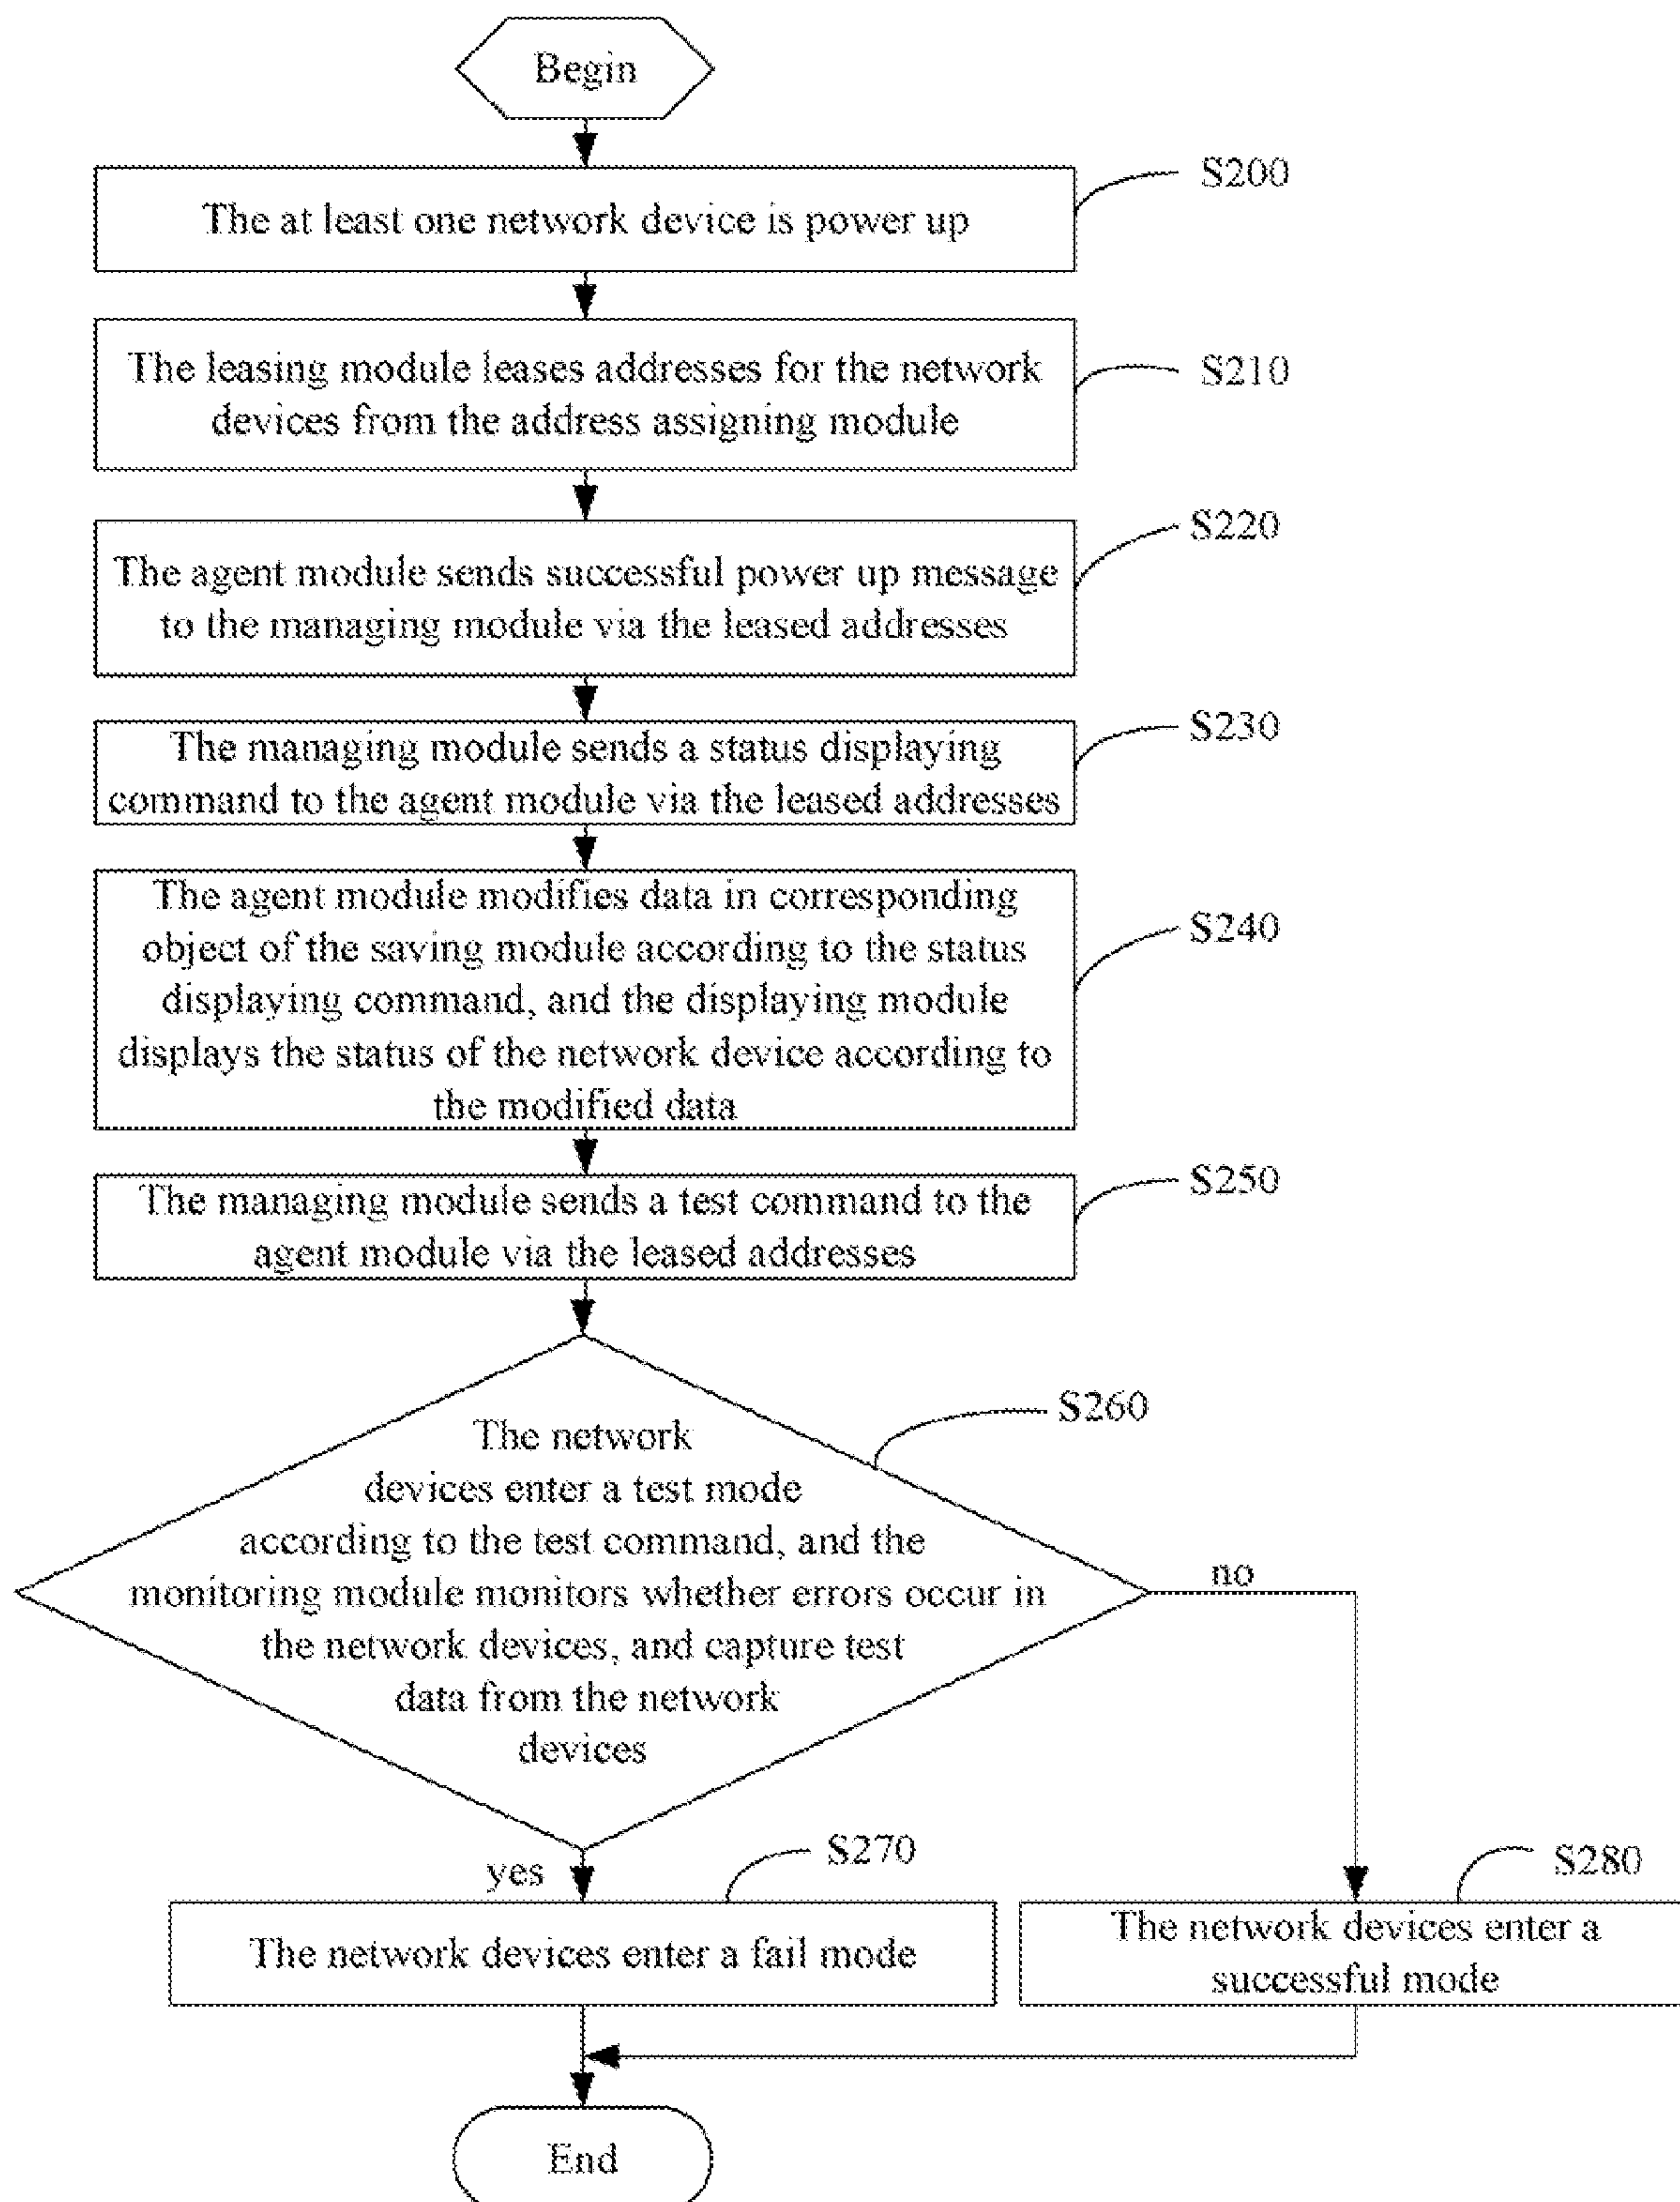 Begin
S200
The at least one network device is power up
S210
The leasing module leases addresses for the network
devices from the address assigning module
S220
The agent module sends successful power up message
to the managing module via the leased addresses
S230
The managing module sends a status displaying
command to the agent module via the leased addresses
S240
The agent module modifies data in corresponding
object of the saving module according to the status
displaying command, and the displaying module
displays the status of the network device according to
the modified data
S250
The managing module sends a test command to the
agent module via the leased addresses
S260
The network
devices enter a test mode
according to the test command, and the
monitoring module monitors whether errors occur in
the network devices, and capture test
data from the network
devices
no
yes
S270
The network devices enter a fail mode
S280
The network devices enter a
successful mode
End